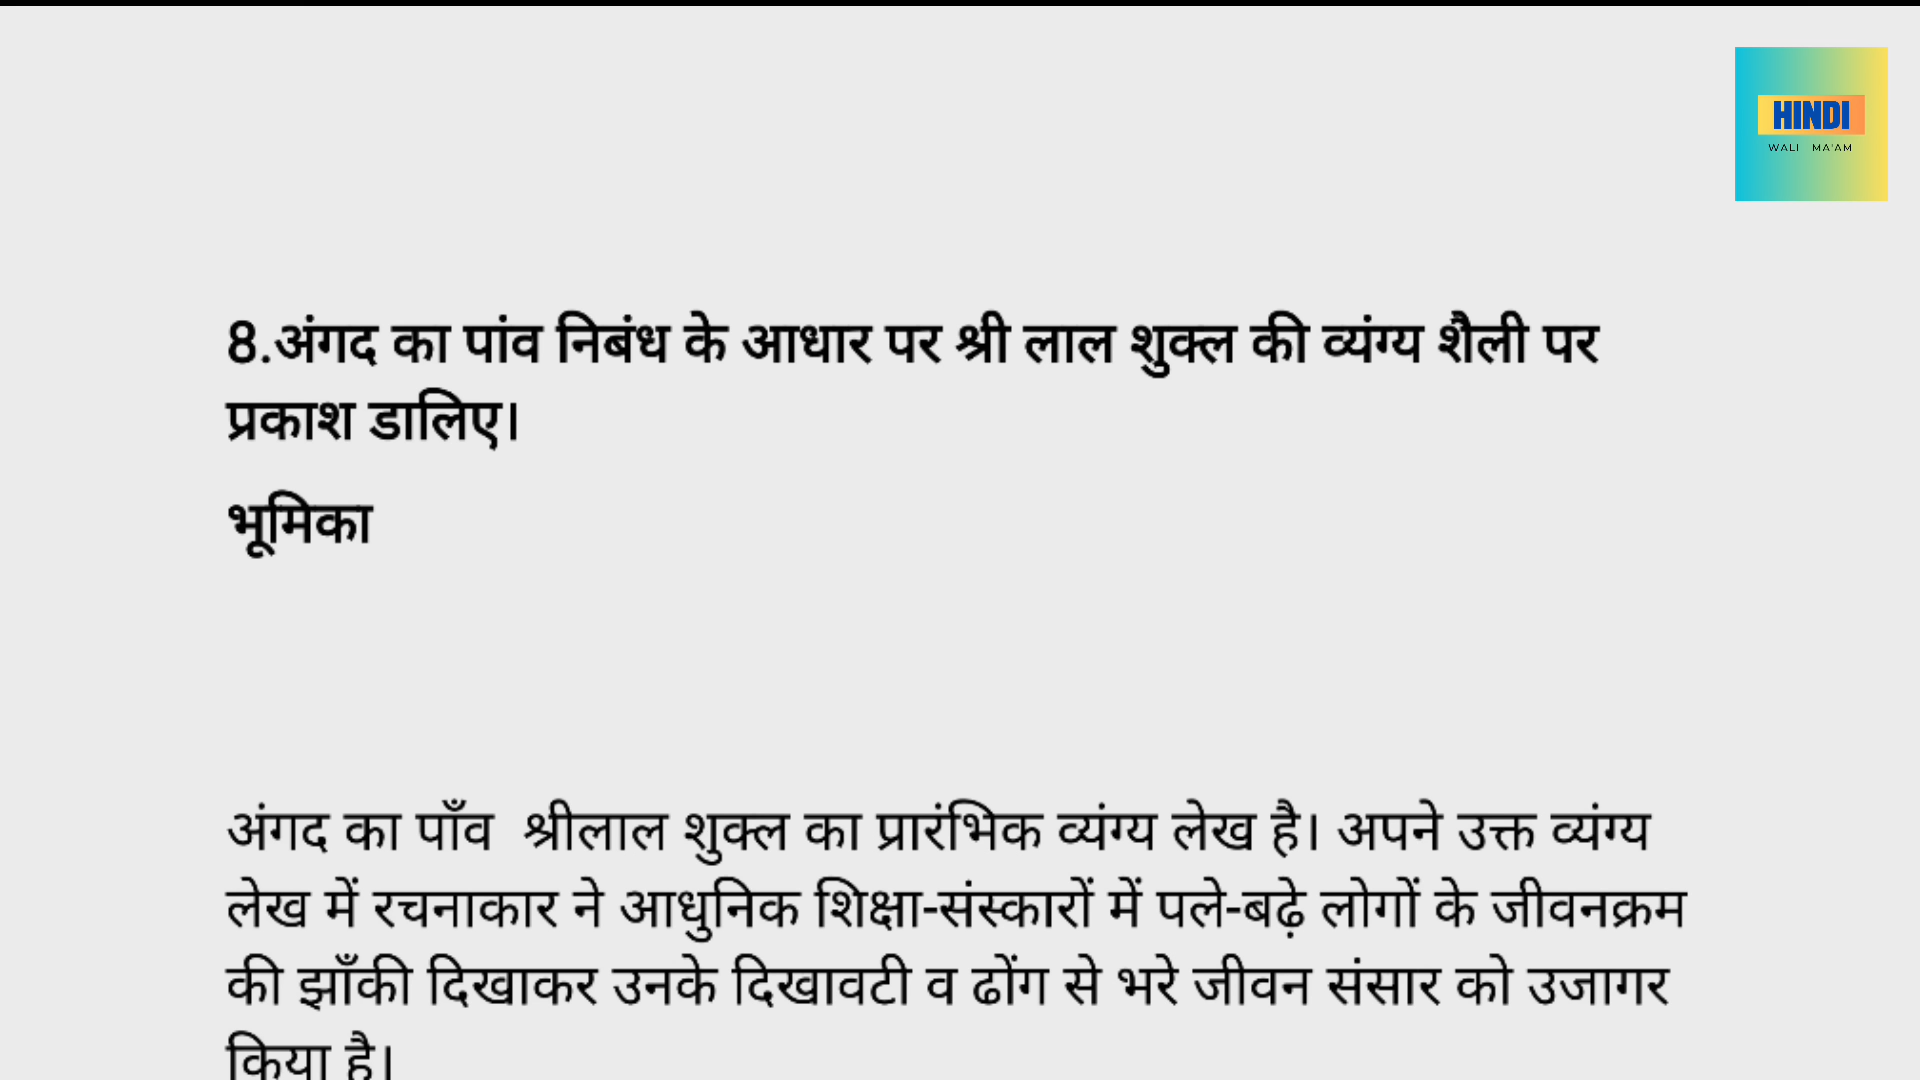 HINDI
WALI MA'AM
8.अंगद का पांव निबंध के आधार पर श्री लाल शुक्ल की व्यंग्य शैली पर
प्रकाश डालिए।
भूमिका
अंगद का पाँव श्रीलाल शुक्ल का प्रारंभिक व्यंग्य लेख है। अपने उक्त व्यंग्य
लेख में रचनाकार ने आधुनिक शिक्षा-संस्कारों में पले-बढ़े लोगों के जीवनक्रम
की झाँकी दिखाकर उनके दिखावटी व ढोंग से भरे जीवन संसार को उजागर
किया है।